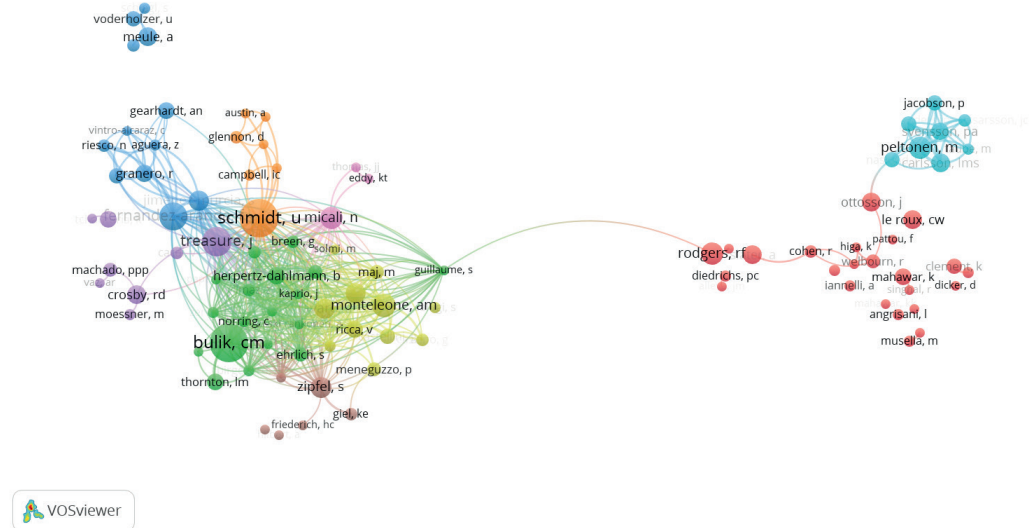 voderholzer, u
meule, a
gearhardt, an
austin, a
jacobson, p
vintro-alcaraz, c
glennon, d
svensson, pa
riesco, n
aguera, z
peltonen, m
carlsson, lms
granero, r
campbell, ic
eddy, kt
ottosson, j
schmidt, u
micali, n
le roux, cw
treasure, j
breen, g
solmi, m
higa, k
pattou, f
rodgers, rf
cohen, r
welbourn, r
machado, ppp
herpertz-dahlmann, b
maj, m
guillaume, s
diedrichs, pc
mahawar, k
clement, k
crosby, rd
kaprio, j
iannelli, a
dicker, d
monteleone, am
moessner, m
norring, c
ricca, v
angrisani, l
bulik, cm
ehrlich, s
musella, m
thornton, lm
zipfel, s
meneguzzo, p
giel, ke
friederich, hc
VOSviewer